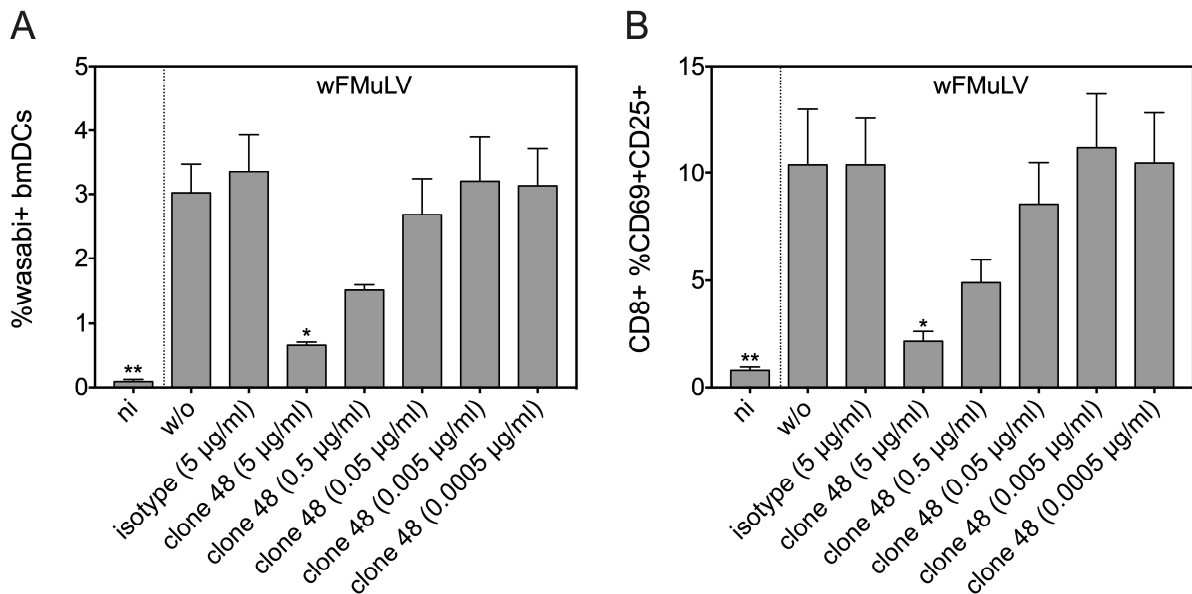 A
%wasabi+ bmDCs
5
4
3
2
1
0
wFMuLV
**
*
ni
w/o
isotype (5 µg/ml)
clone 48 (5 µg/ml)
clone 48 (0.5 µg/ml)
clone 48 (0.05 µg/ml)
clone 48 (0.005 µg/ml)
clone 48 (0.0005 µg/ml)
B
CD8+ %CD69+CD25+
15
10
5
0
wFMuLV
**
*
ni
w/o
isotype (5 µg/ml)
clone 48 (5 µg/ml)
clone 48 (0.5 µg/ml)
clone 48 (0.05 µg/ml)
clone 48 (0.005 µg/ml)
clone 48 (0.0005 µg/ml)